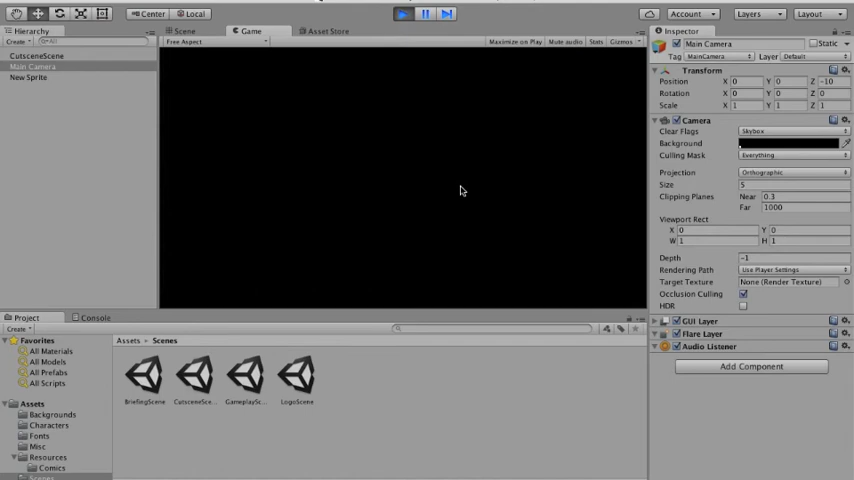 Center Local Account Layers Layout
Hierarchy
Create All
CutsceneScene
Main Camera
New Sprite
Scene Game Asset Store
Free Aspect Maximize on Play Mute audio Stats Gizmos
Inspector
Main Camera Static
Tag MainCamera Layer Default
Transform
Position X 0 Y 0 Z -10
Rotation X 0 Y 0 Z 0
Scale X 1 Y 1 Z 1
Camera
Clear Flags Skybox
Background
Culling Mask Everything
Projection Orthographic
Size 5
Clipping Planes Near 0.3
Far 1000
Viewport Rect
X 0 Y 0
W 1 H 1
Depth -1
Rendering Path Use Player Settings
Target Texture None (Render Texture)
Occlusion Culling
HDR
GUI Layer
Flare Layer
Audio Listener
Add Component
Project Console
Create
Favorites
All Materials
All Models
All Prefabs
All Scripts
Assets
Backgrounds
Characters
Fonts
Misc
Resources
Comics
Scenes
Assets Scenes
BriefingScene CutsceneSce... GameplaySc... LogoScene